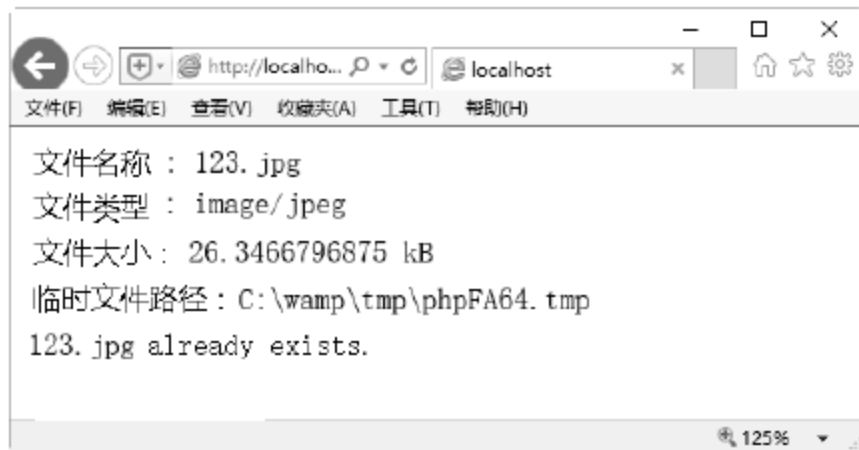 http://localho...
localhost
文件(F) 编辑(E) 查看(V) 收藏夹(A) 工具(T) 帮助(H)
文件名称 : 123.jpg
文件类型 : image/jpeg
文件大小 : 26.3466796875 kB
临时文件路径 : C:\wamp\tmp\phpFA64.tmp
123.jpg already exists.
125%